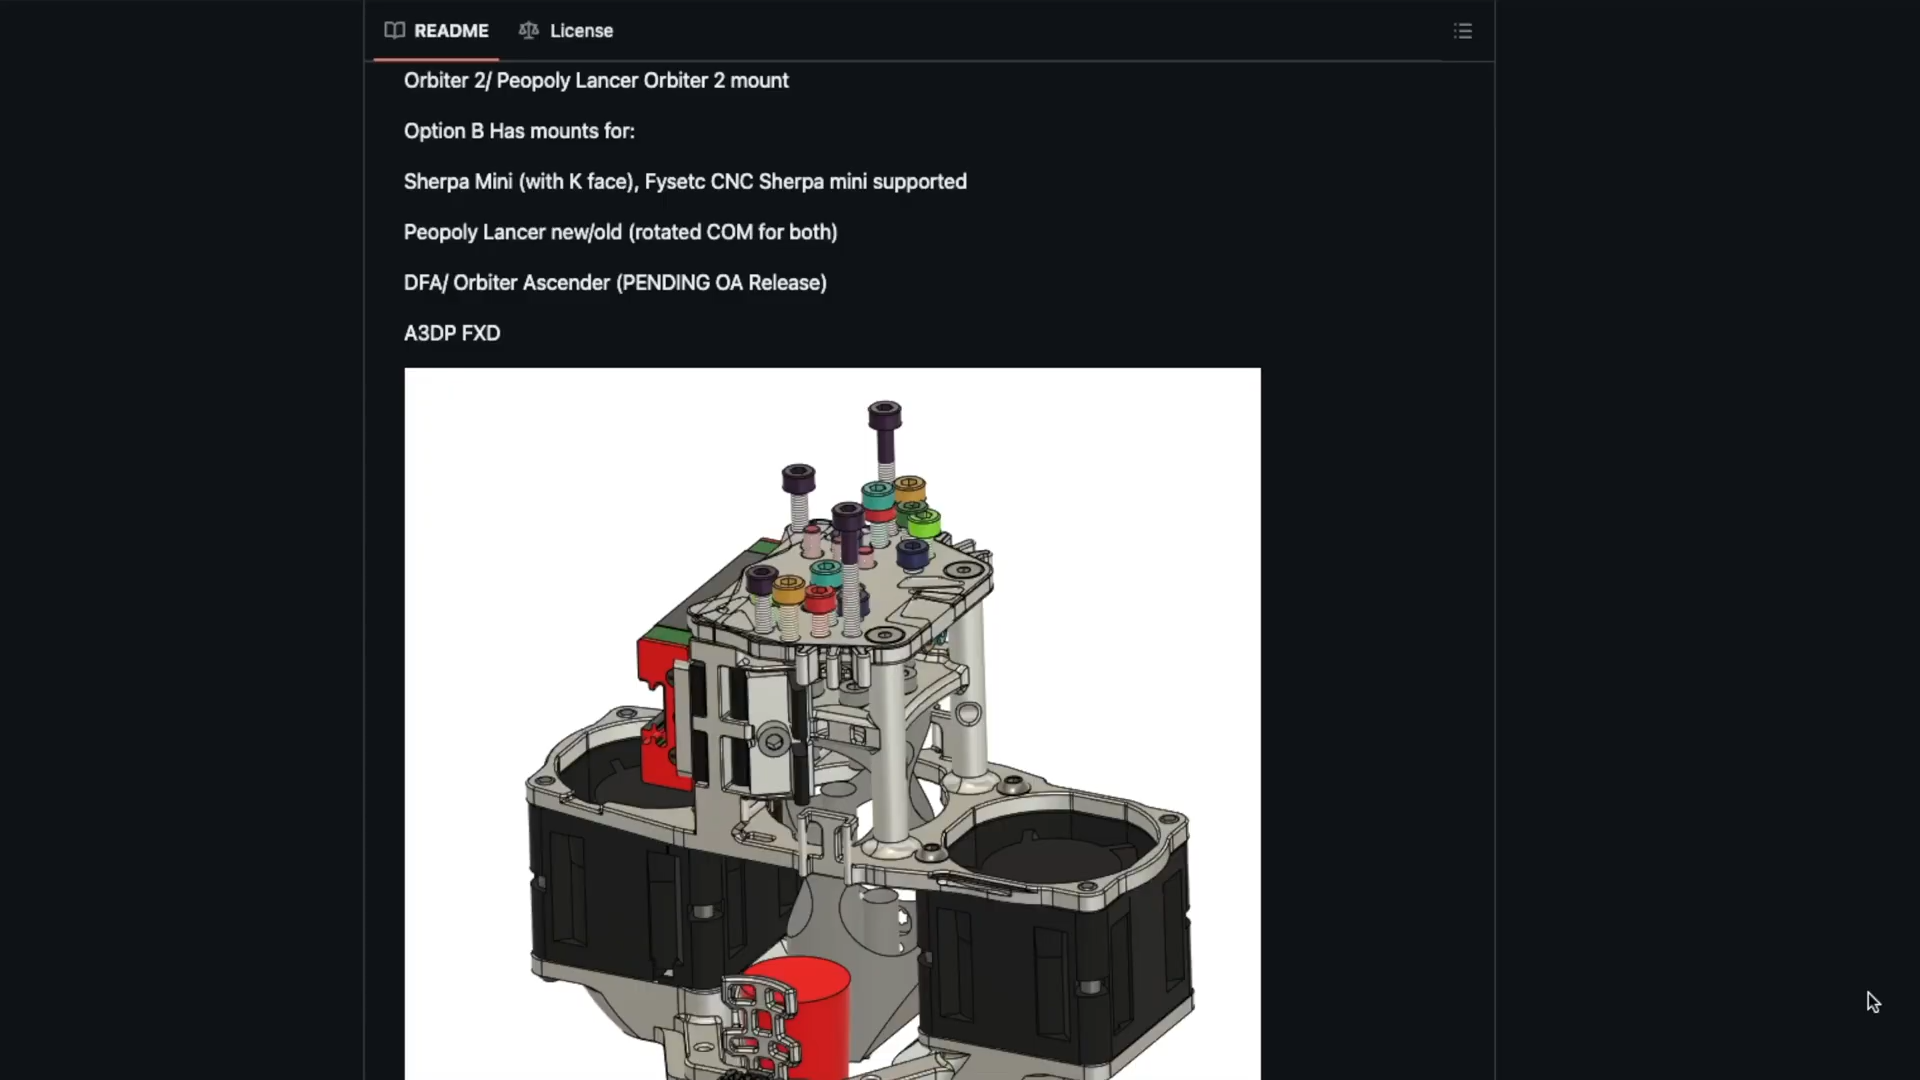 README
License
Orbiter 2/ Peopoly Lancer Orbiter 2 mount
Option B Has mounts for:
Sherpa Mini (with K face), Fysetc CNC Sherpa mini supported
Peopoly Lancer new/old (rotated COM for both)
DFA/ Orbiter Ascender (PENDING OA Release)
A3DP FXD